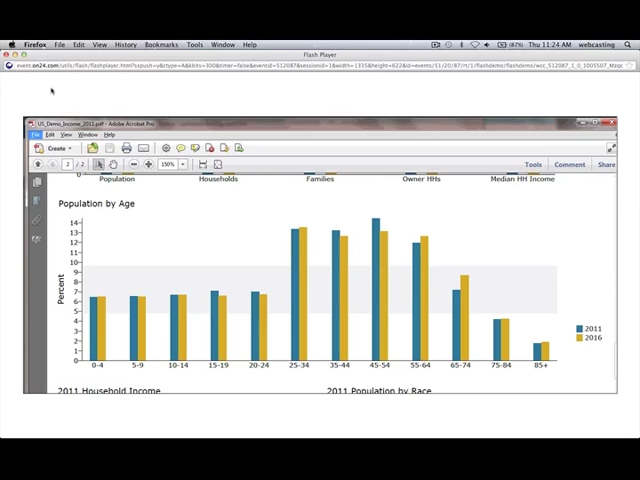 Firefox File Edit View History Bookmarks Tools Window Help (87%) Thu 11:24 AM webcasting
Flash Player
US_Demo_Income_2011.pdf - Adobe Acrobat Pro
File Edit View Window Help
Create
2 / 2 150% Tools Comment Share
0
Population Households Families Owner HHs Median HH Income
Population by Age
14
13
12
11
10
9
8
7
6
5
4
3
2
1
0
Percent
2011
2016
0-4 5-9 10-14 15-19 20-24 25-34 35-44 45-54 55-64 65-74 75-84 85+
2011 Household Income 2011 Population by Race